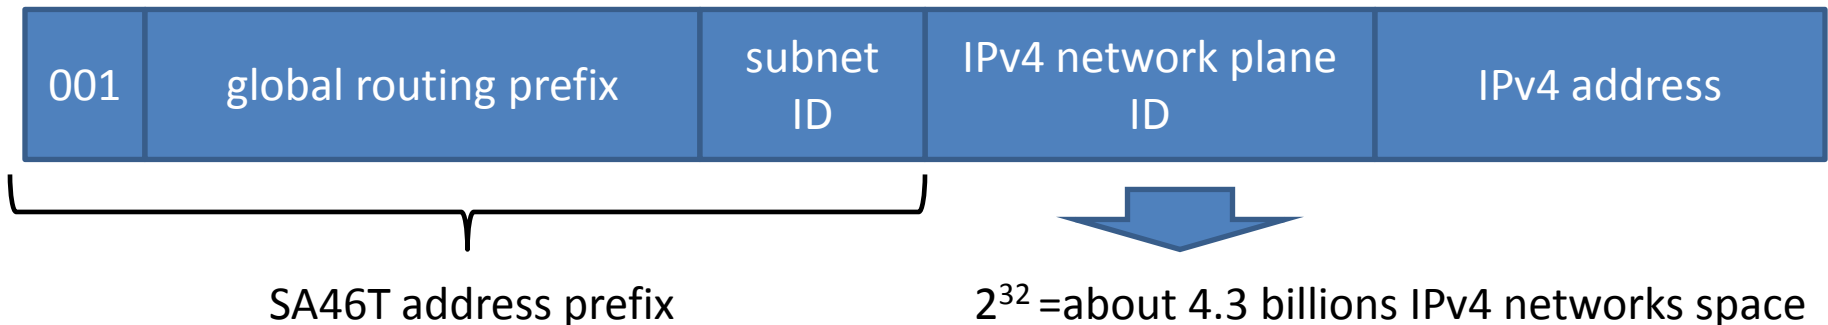 001
global routing prefix
subnet
ID
IPv4 network plane
ID
IPv4 address
SA46T address prefix
2³² =about 4.3 billions IPv4 networks space